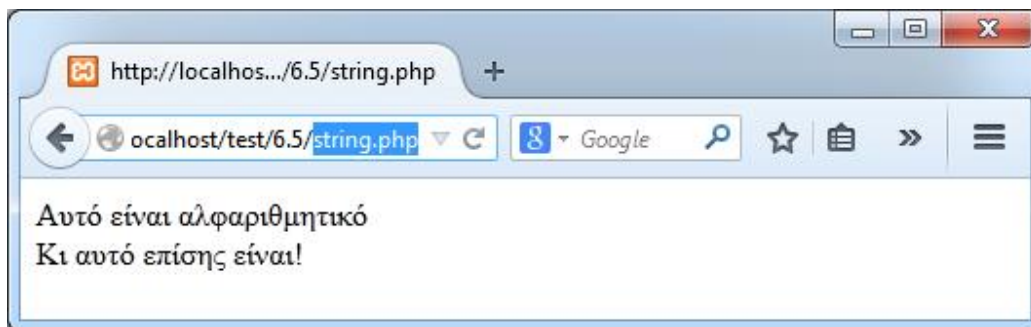 http://localhos.../6.5/string.php
ocalhost/test/6.5/string.php
Google
Αυτό είναι αλφαριθμητικό
Κι αυτό επίσης είναι!